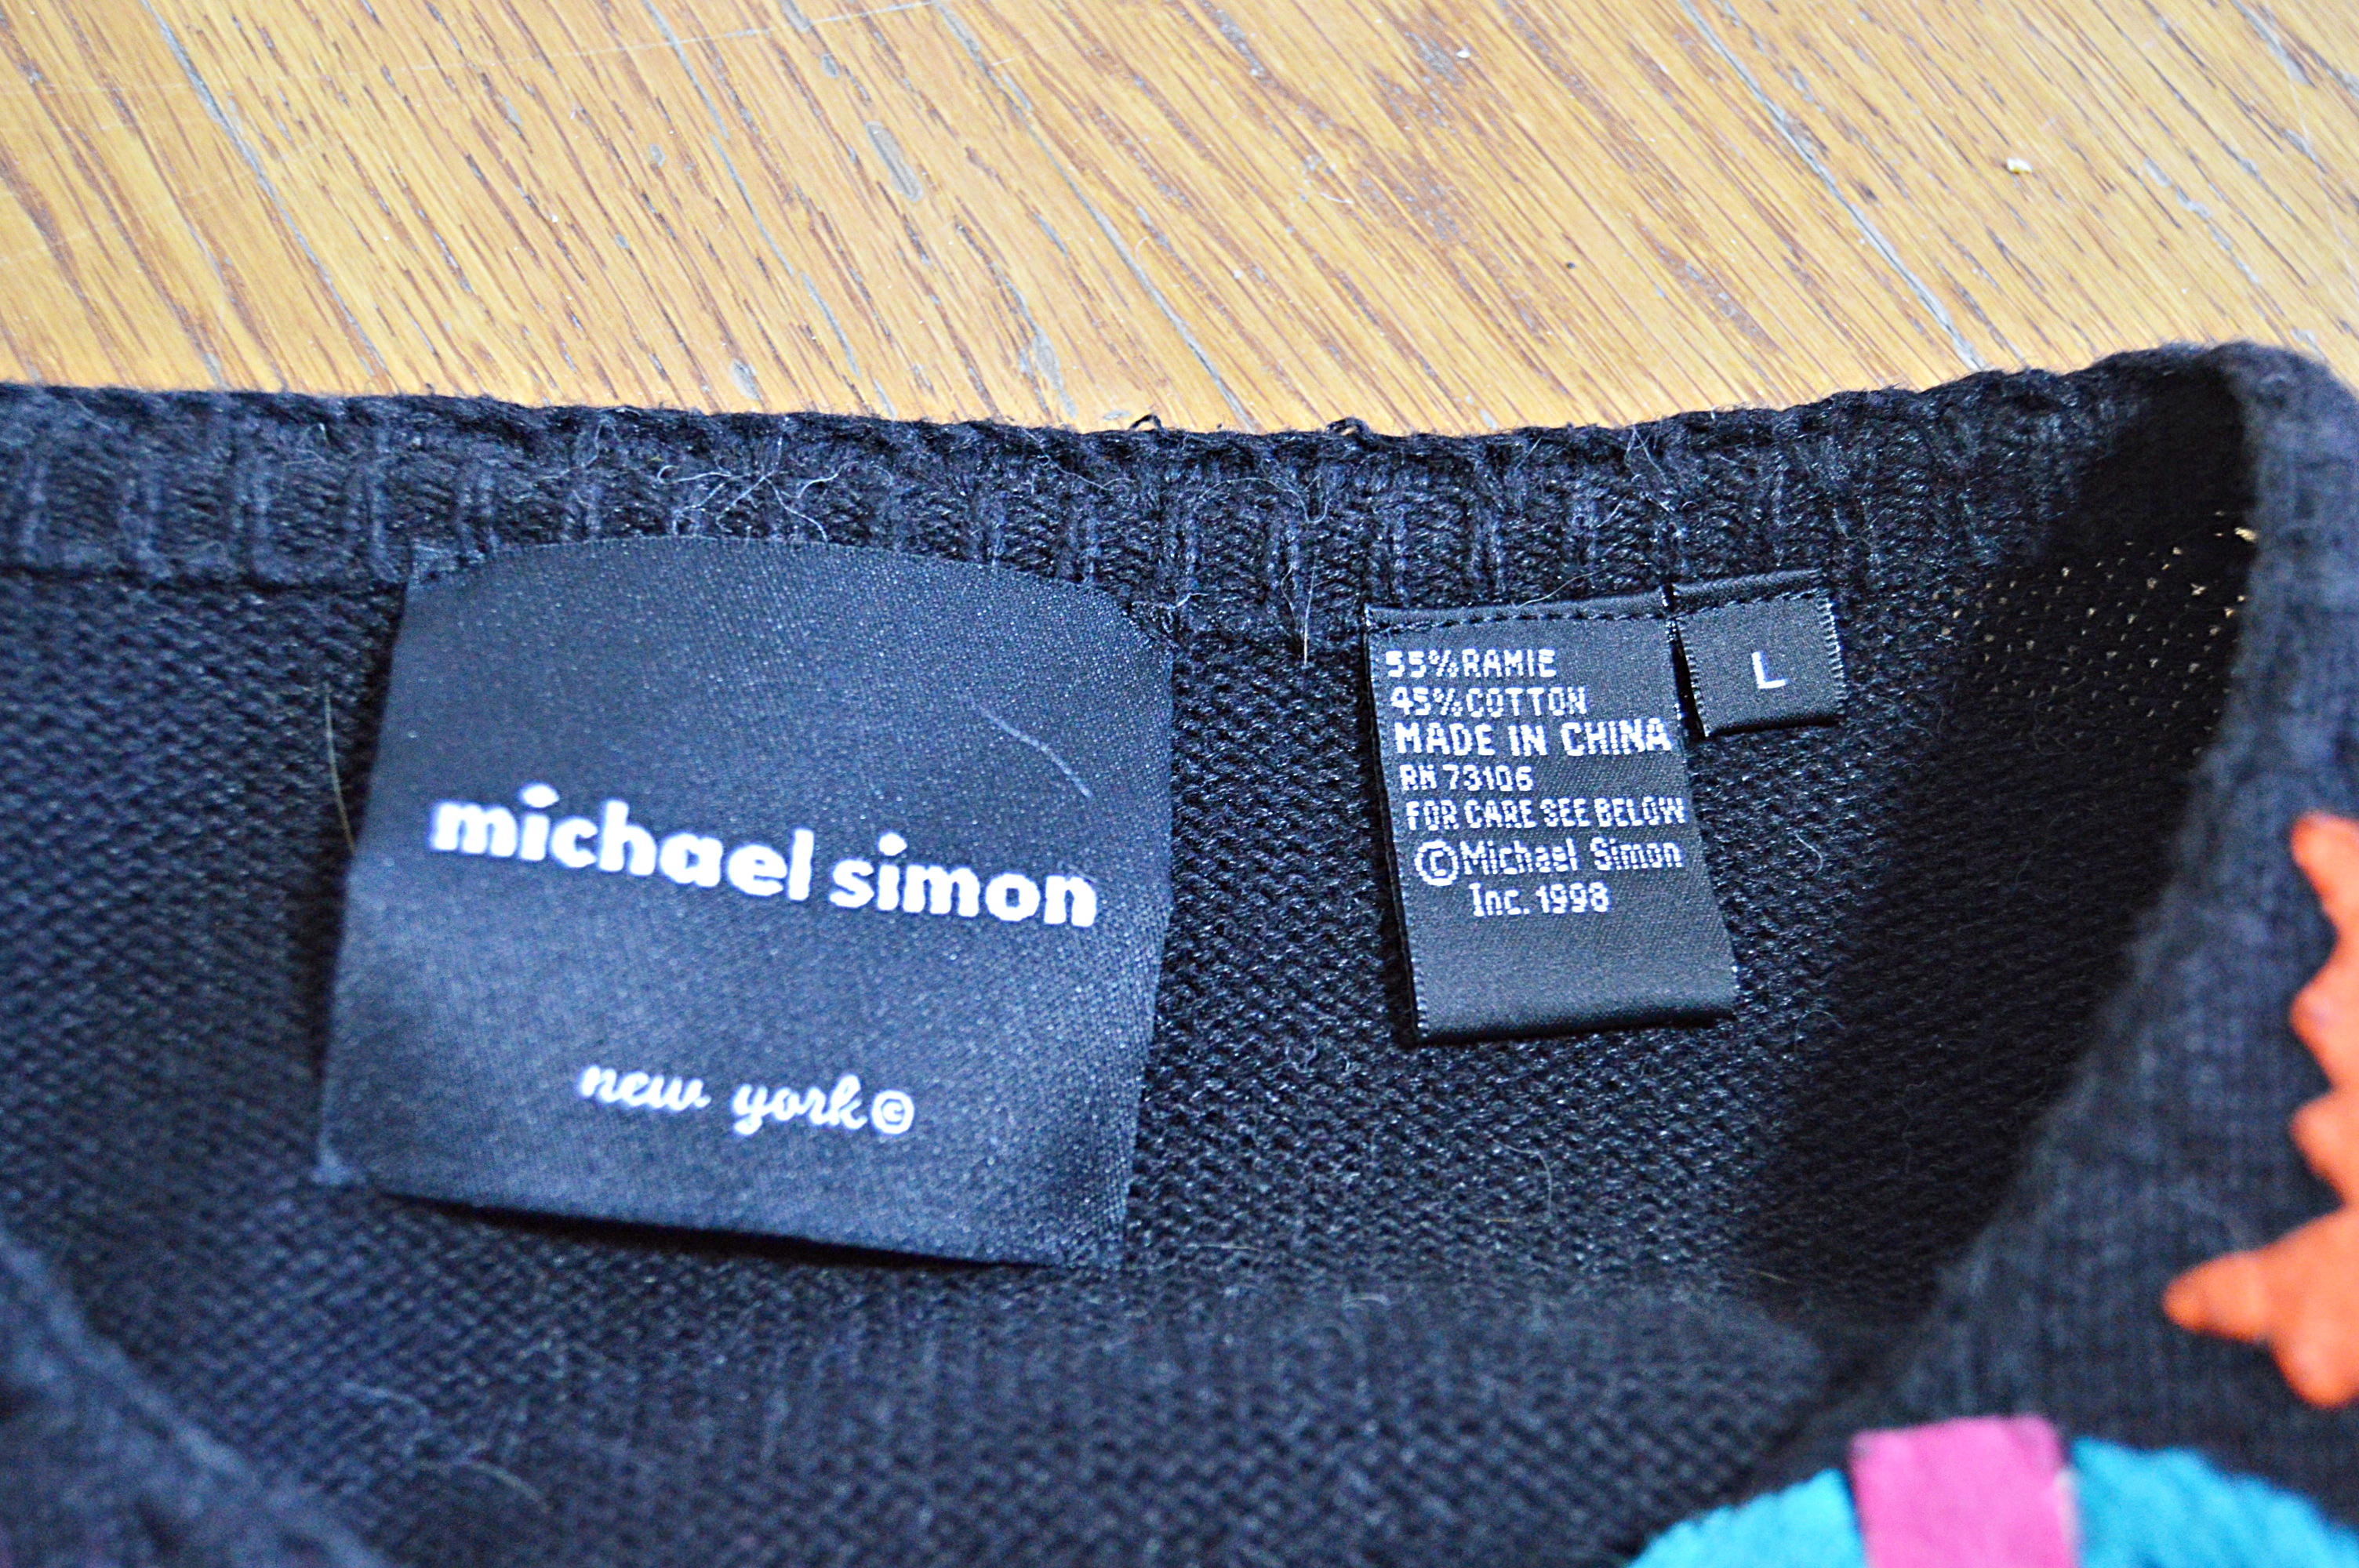 michael simon
new york©
55% RAMIE
45% COTTON
MADE IN CHINA
RN 73106
FOR CARE SEE BELOW
©Michael Simon
Inc. 1998
L